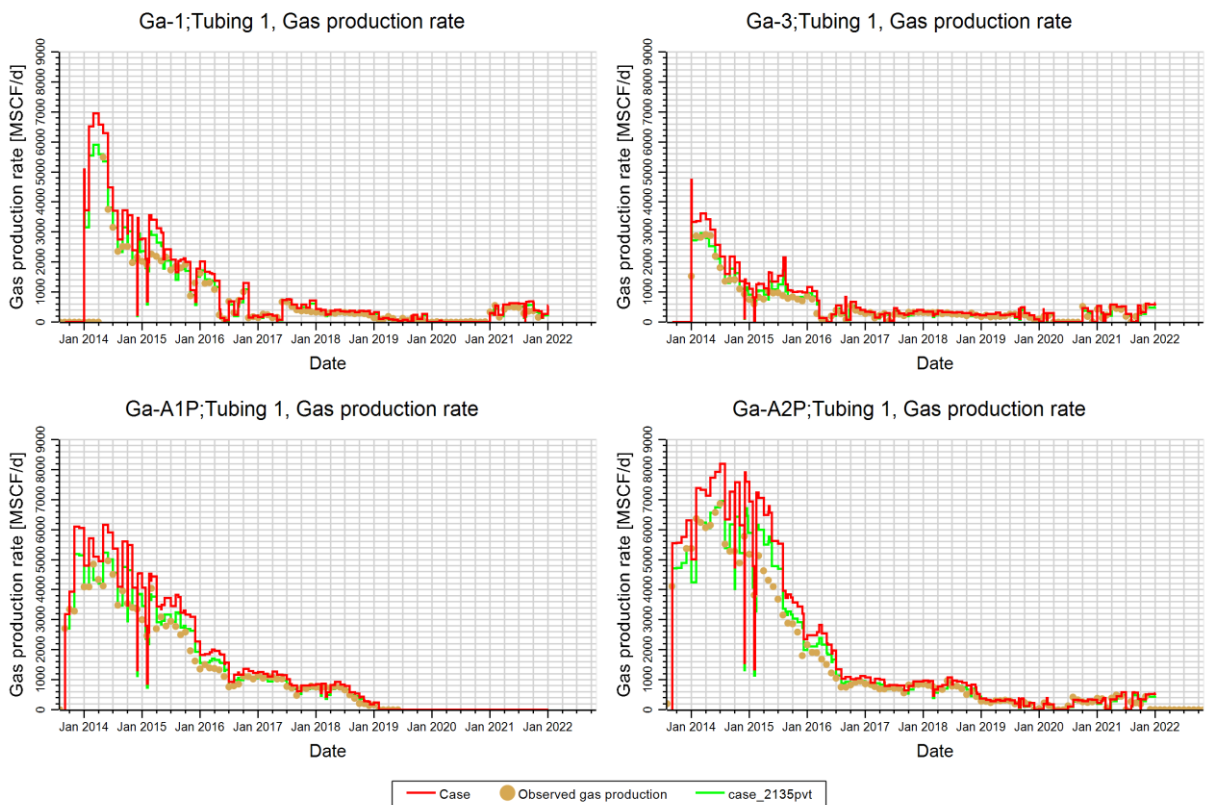 Ga-1;Tubing 1, Gas production rate
Gas production rate [MSCF/d]
9000
8000
7000
6000
5000
4000
3000
2000
1000
0
Jan 2014 Jan 2015 Jan 2016 Jan 2017 Jan 2018 Jan 2019 Jan 2020 Jan 2021 Jan 2022
Date
Ga-3;Tubing 1, Gas production rate
Gas production rate [MSCF/d]
9000
8000
7000
6000
5000
4000
3000
2000
1000
0
Jan 2014 Jan 2015 Jan 2016 Jan 2017 Jan 2018 Jan 2019 Jan 2020 Jan 2021 Jan 2022
Date
Ga-A1P;Tubing 1, Gas production rate
Gas production rate [MSCF/d]
9000
8000
7000
6000
5000
4000
3000
2000
1000
0
Jan 2014 Jan 2015 Jan 2016 Jan 2017 Jan 2018 Jan 2019 Jan 2020 Jan 2021 Jan 2022
Date
Ga-A2P;Tubing 1, Gas production rate
Gas production rate [MSCF/d]
9000
8000
7000
6000
5000
4000
3000
2000
1000
0
Jan 2014 Jan 2015 Jan 2016 Jan 2017 Jan 2018 Jan 2019 Jan 2020 Jan 2021 Jan 2022
Date
Case Observed gas production case_2135pvt